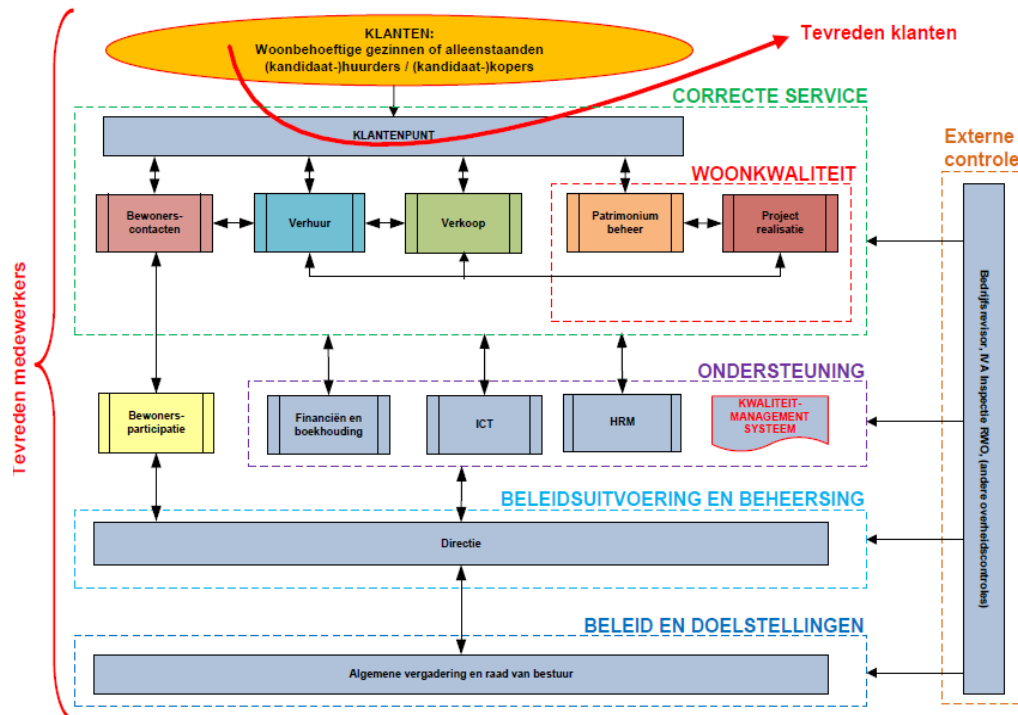 KLANTEN:
Woonbehoeftige gezinnen of alleenstaanden
(kandidaat-)huurders / (kandidaat-)kopers
Tevreden klanten
CORRECTE SERVICE
KLANTENPUNT
Externe
controle
WOONKWALITEIT
Bewoners-
contacten
Verhuur
Verkoop
Patrimonium
beheer
Project
realisatie
Tevreden medewerkers
Bedrijfsrevisor, IVA Inspectie RWO, (andere overheidscontroles)
ONDERSTEUNING
Bewoners-
participatie
Financiën en
boekhouding
ICT
HRM
KWALITEIT-
MANAGEMENT
SYSTEEM
BELEIDSUITVOERING EN BEHEERSING
Directie
BELEID EN DOELSTELLINGEN
Algemene vergadering en raad van bestuur